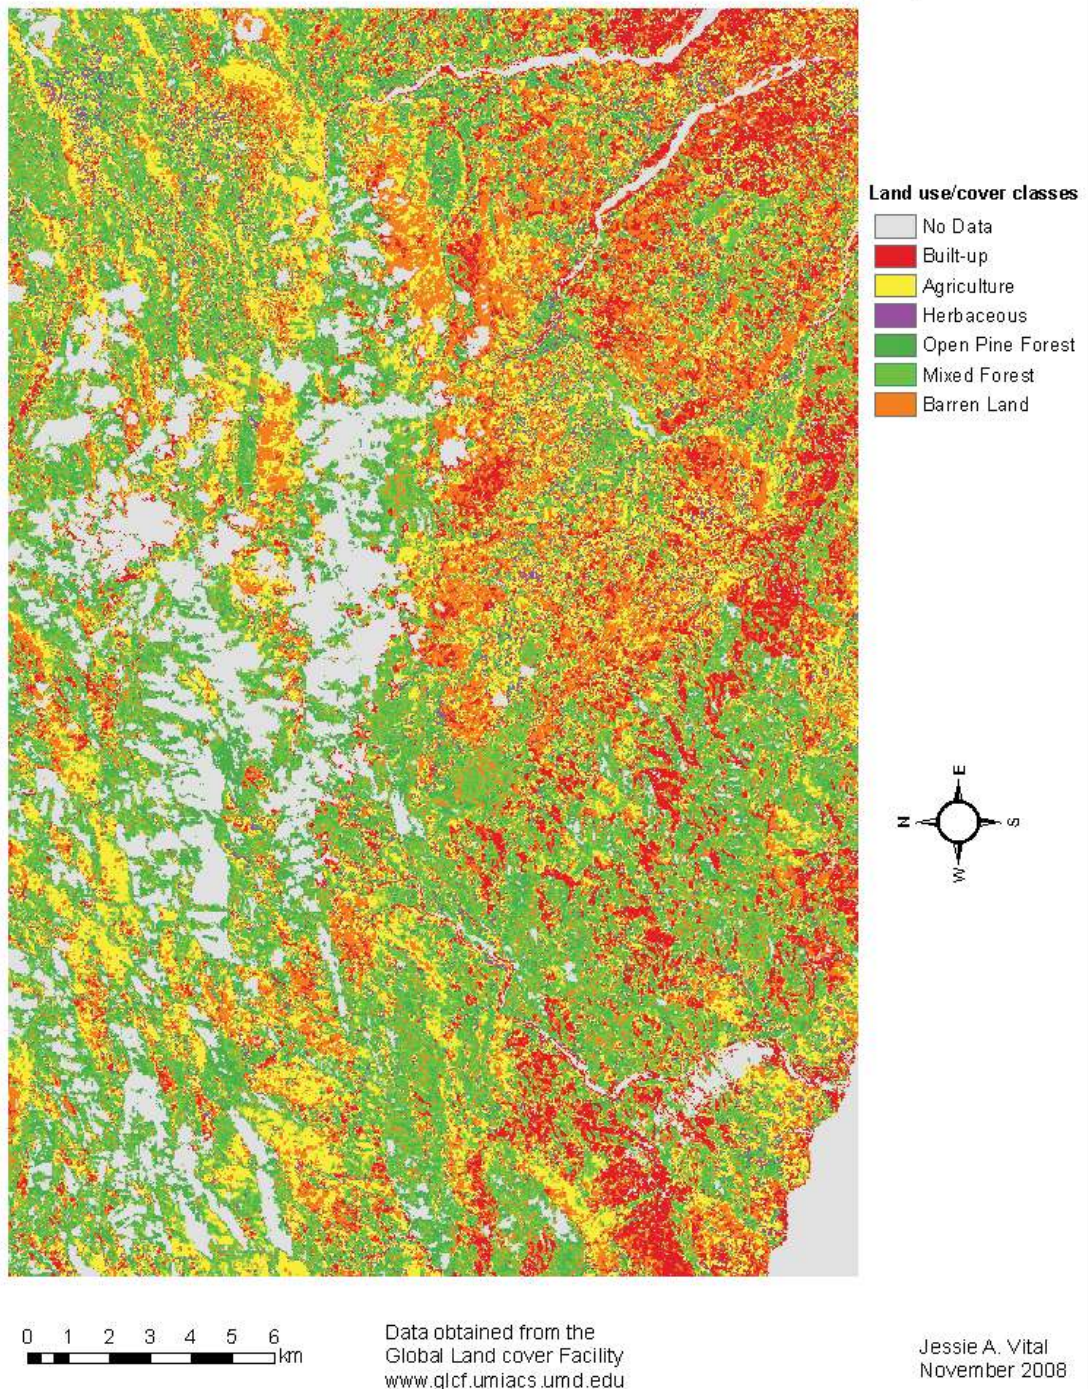 Land use/cover classes
No Data
Built-up
Agriculture
Herbaceous
Open Pine Forest
Mixed Forest
Barren Land
E
N
S
W
0 1 2 3 4 5 6
km
Data obtained from the
Global Land cover Facility
www.glcf.umiacs.umd.edu
Jessie A. Vital
November 2008